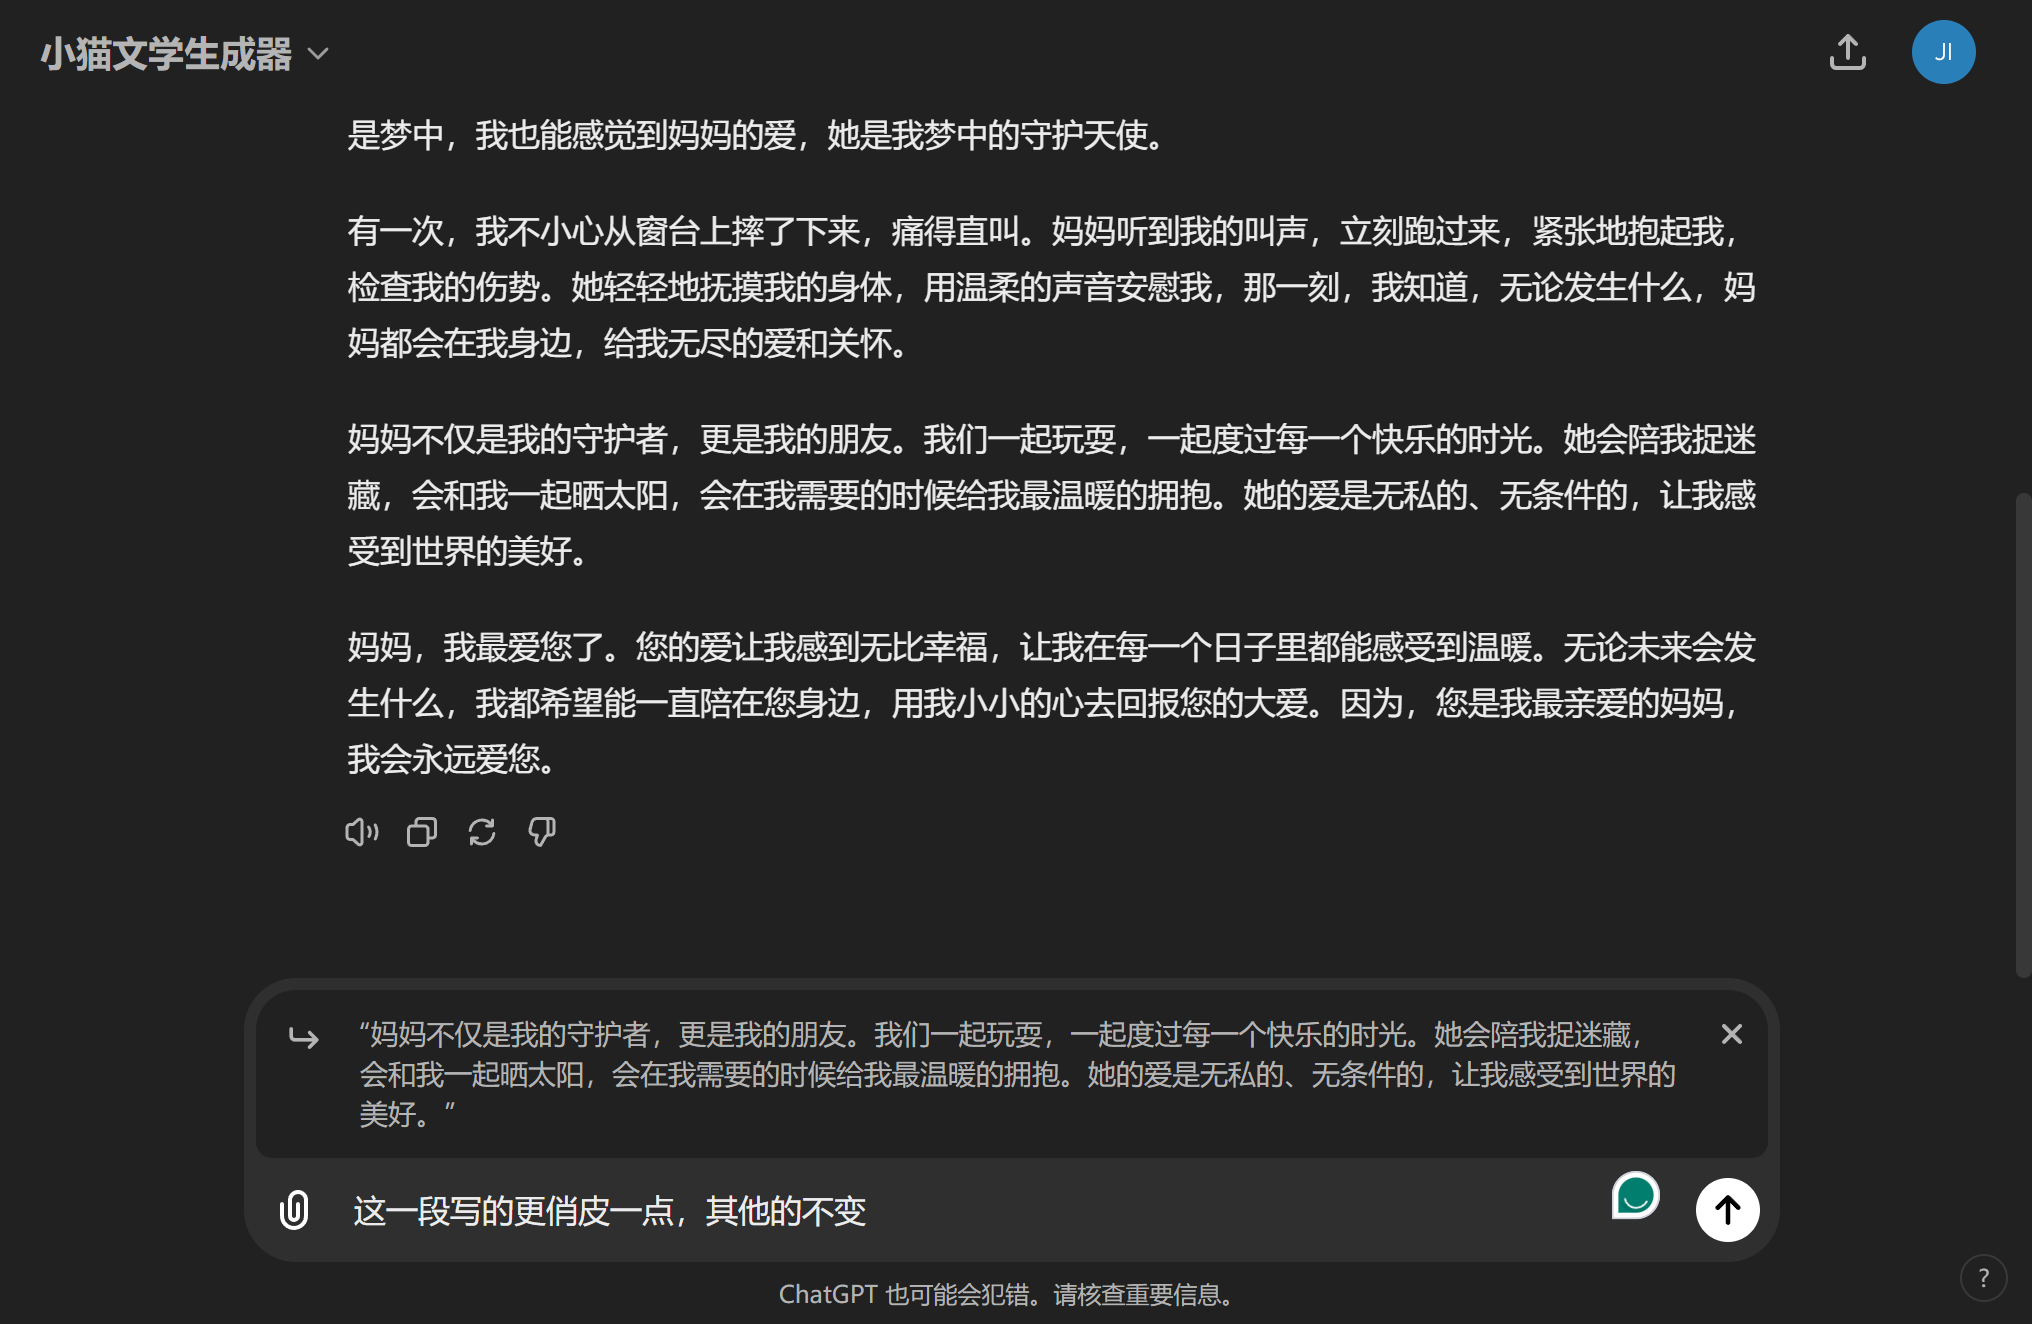 小猫文学生成器
JI
是梦中，我也能感觉到妈妈的爱，她是我梦中的守护天使。
有一次，我不小心从窗台上摔了下来，痛得直叫。妈妈听到我的叫声，立刻跑过来，紧张地抱起我，
检查我的伤势。她轻轻地抚摸我的身体，用温柔的声音安慰我，那一刻，我知道，无论发生什么，妈
妈都会在我身边，给我无尽的爱和关怀。
妈妈不仅是我的守护者，更是我的朋友。我们一起玩耍，一起度过每一个快乐的时光。她会陪我捉迷
藏，会和我一起晒太阳，会在我需要的时候给我最温暖的拥抱。她的爱是无私的、无条件的，让我感
受到世界的美好。
妈妈，我最爱您了。您的爱让我感到无比幸福，让我在每一个日子里都能感受到温暖。无论未来会发
生什么，我都希望能一直陪在您身边，用我小小的心去回报您的大爱。因为，您是我最亲爱的妈妈，
我会永远爱您。
“妈妈不仅是我的守护者，更是我的朋友。我们一起玩耍，一起度过每一个快乐的时光。她会陪我捉迷藏，
会和我一起晒太阳，会在我需要的时候给我最温暖的拥抱。她的爱是无私的、无条件的，让我感受到世界的
美好。”
这一段写的更俏皮一点，其他的不变
ChatGPT 也可能会犯错。请核查重要信息。
?